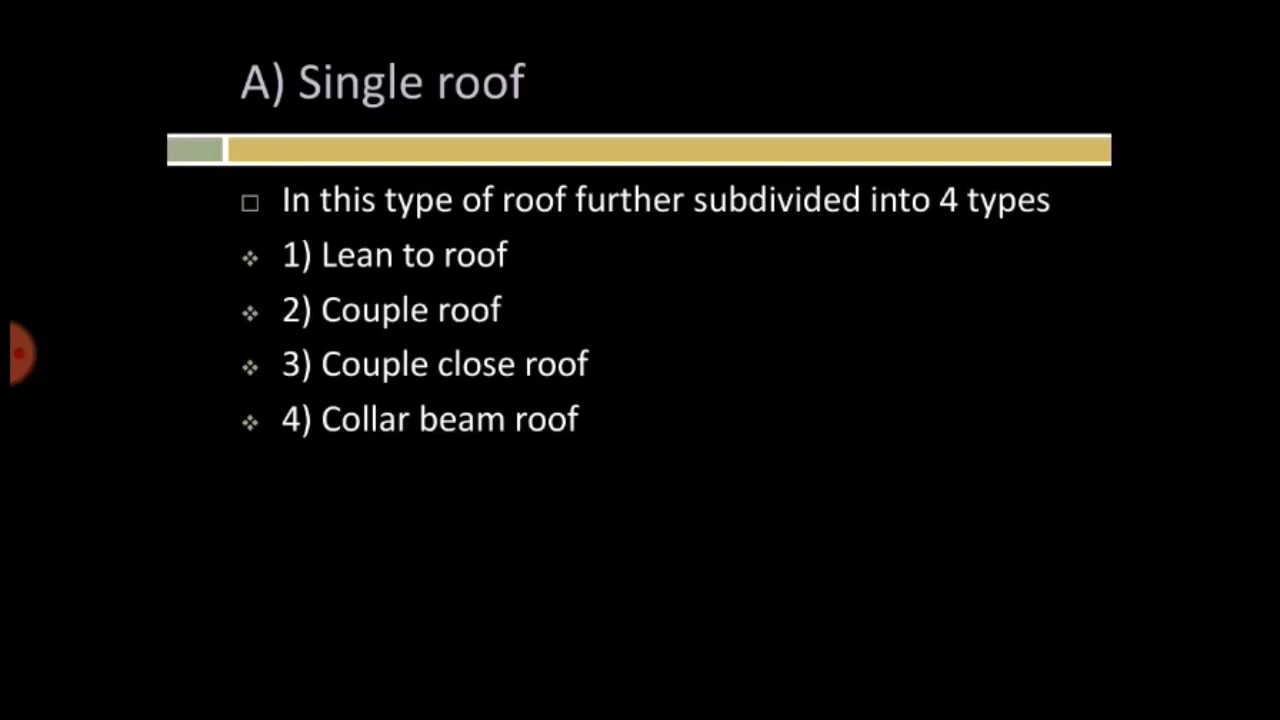 A) Single roof
In this type of roof further subdivided into 4 types
1) Lean to roof
2) Couple roof
3) Couple close roof
4) Collar beam roof